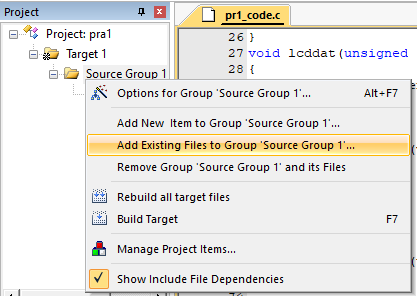 Project
Project: pra1
Target 1
Source Group 1
pr1_code.c
26 }
27 void lcddat(unsigned
28 {
Options for Group 'Source Group 1'... Alt+F7
Add New Item to Group 'Source Group 1'...
Add Existing Files to Group 'Source Group 1'...
Remove Group 'Source Group 1' and its Files
Rebuild all target files
Build Target F7
Manage Project Items...
Show Include File Dependencies